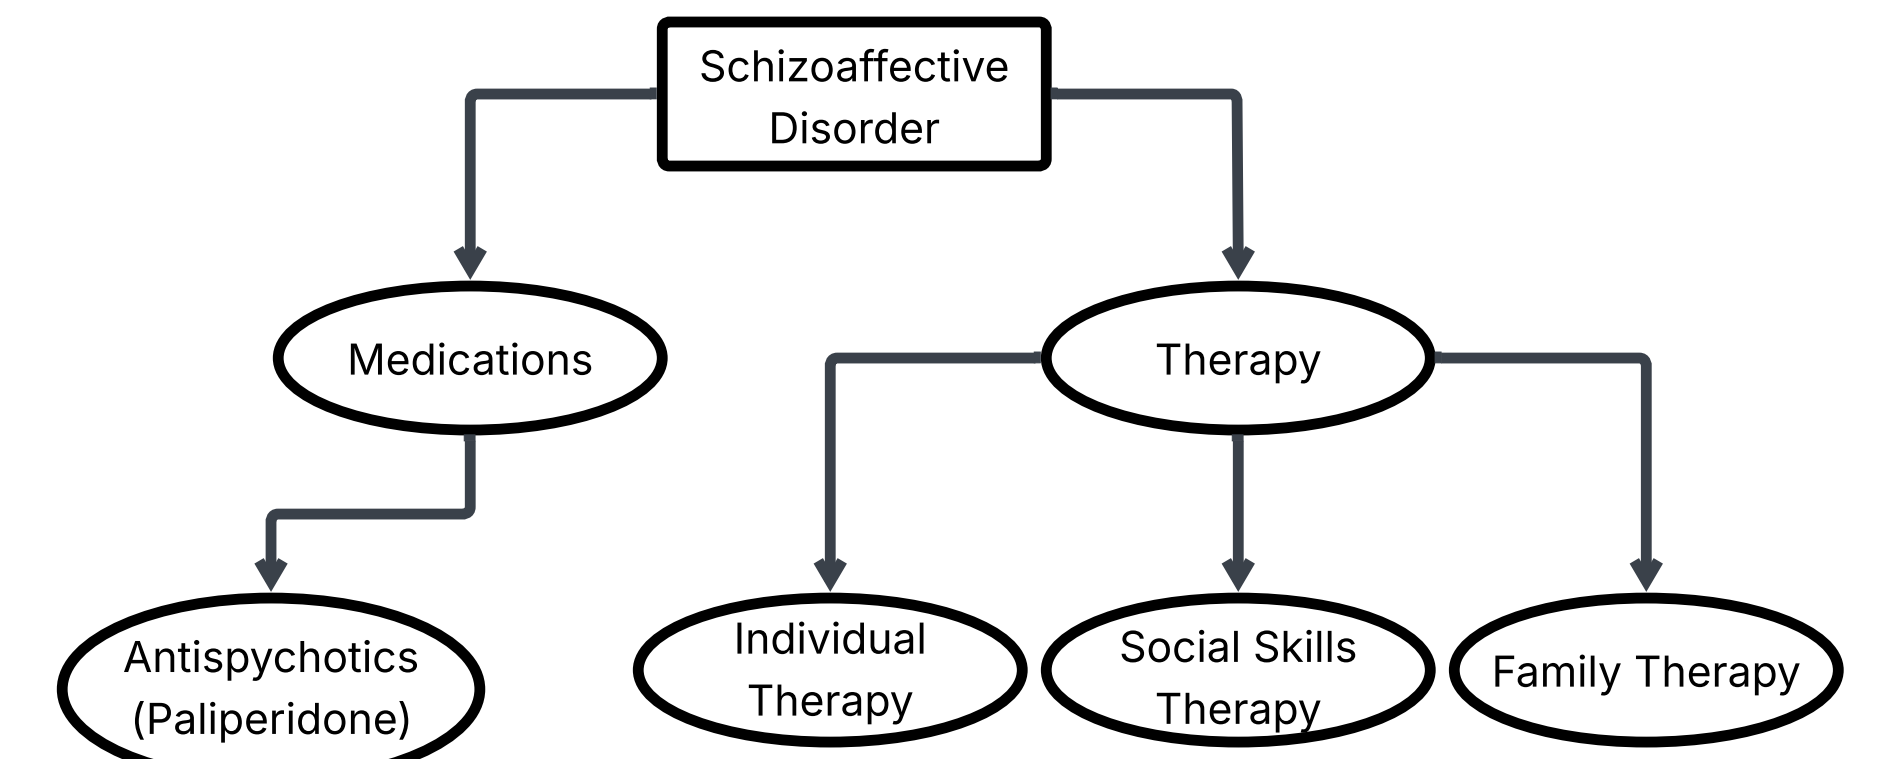 Schizoaffective
Disorder
Medications
Therapy
Antispychotics
(Paliperidone)
Individual
Therapy
Social Skills
Therapy
Family Therapy